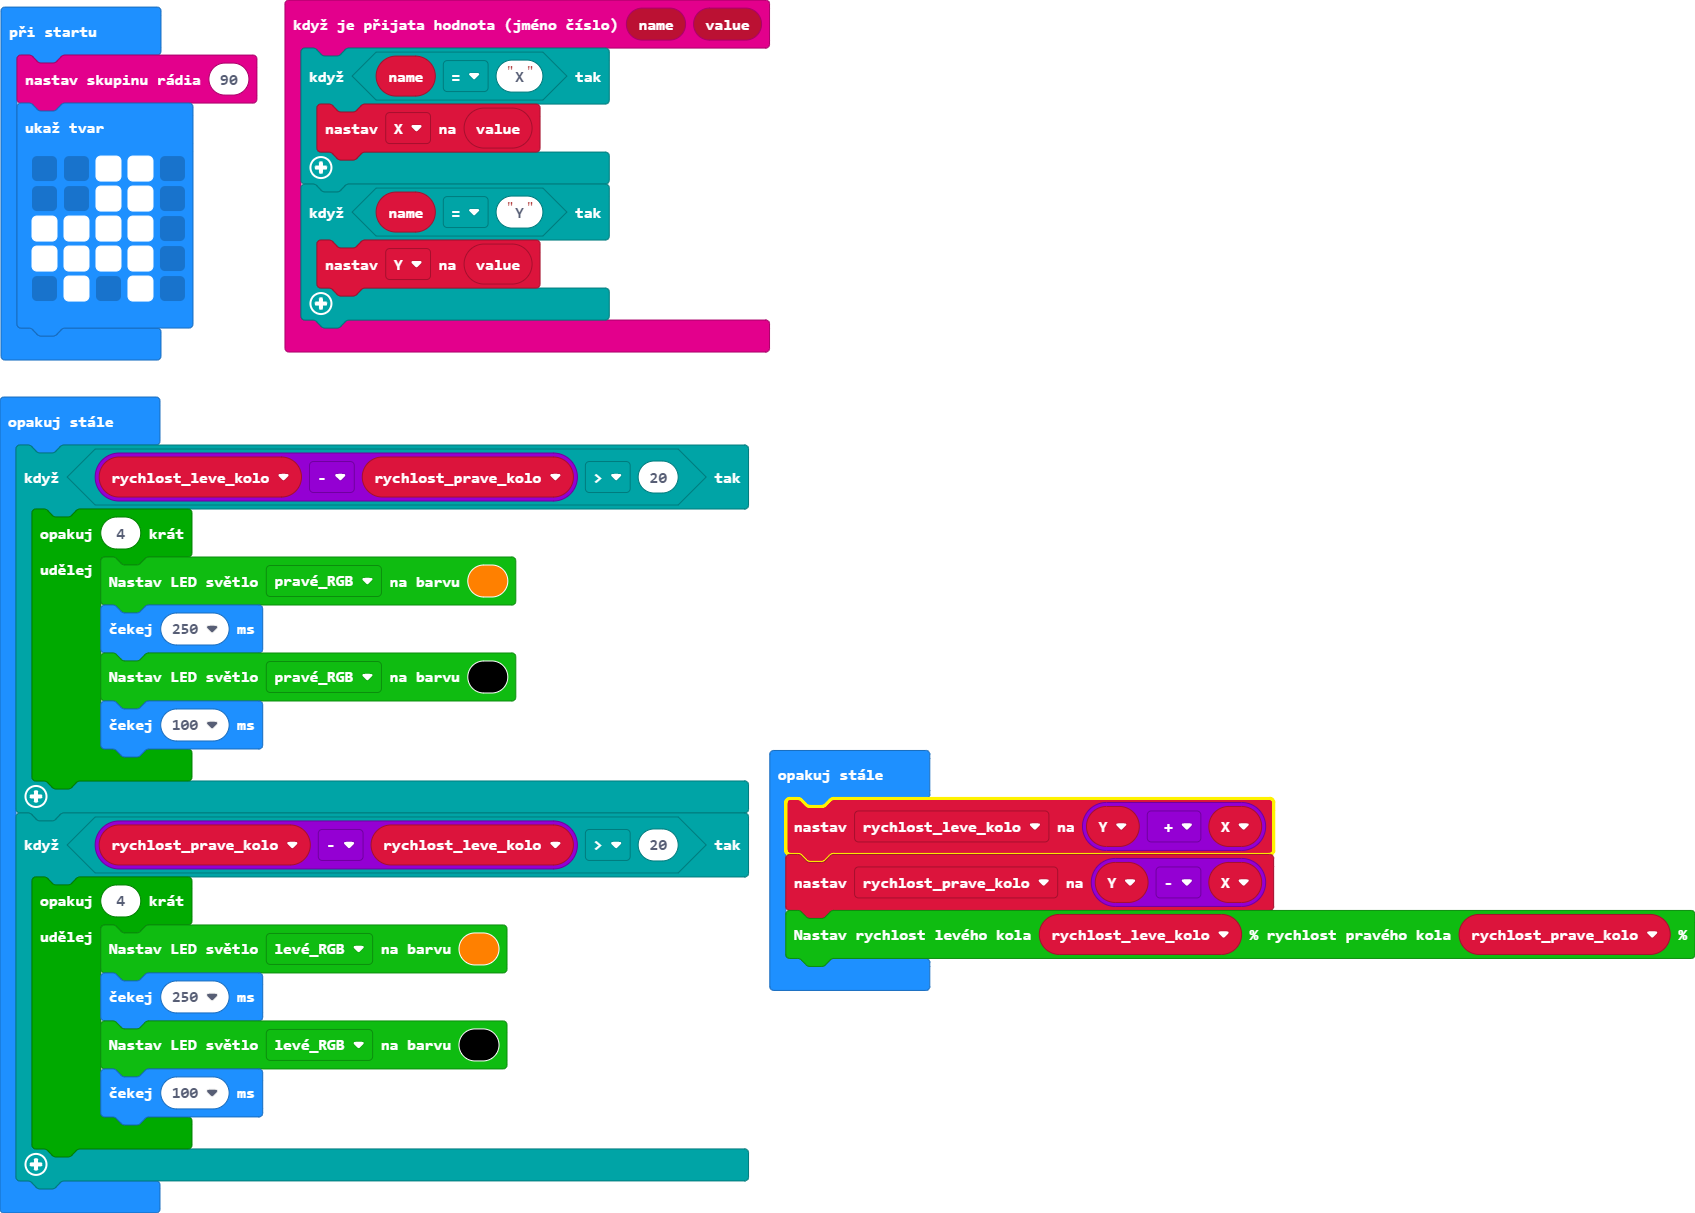 při startu
nastav skupinu rádia 90
ukaž tvar
když je přijata hodnota (jméno číslo) name value
když name = "X" tak
nastav X na value
když name = "Y" tak
nastav Y na value
opakuj stále
když rychlost_leve_kolo - rychlost_prave_kolo > 20 tak
opakuj 4 krát
udělej
Nastav LED světlo pravé_RGB na barvu
čekej 250 ms
Nastav LED světlo pravé_RGB na barvu
čekej 100 ms
když rychlost_prave_kolo - rychlost_leve_kolo > 20 tak
opakuj 4 krát
udělej
Nastav LED světlo levé_RGB na barvu
čekej 250 ms
Nastav LED světlo levé_RGB na barvu
čekej 100 ms
opakuj stále
nastav rychlost_leve_kolo na Y + X
nastav rychlost_prave_kolo na Y - X
Nastav rychlost levého kola rychlost_leve_kolo % rychlost pravého kola rychlost_prave_kolo %